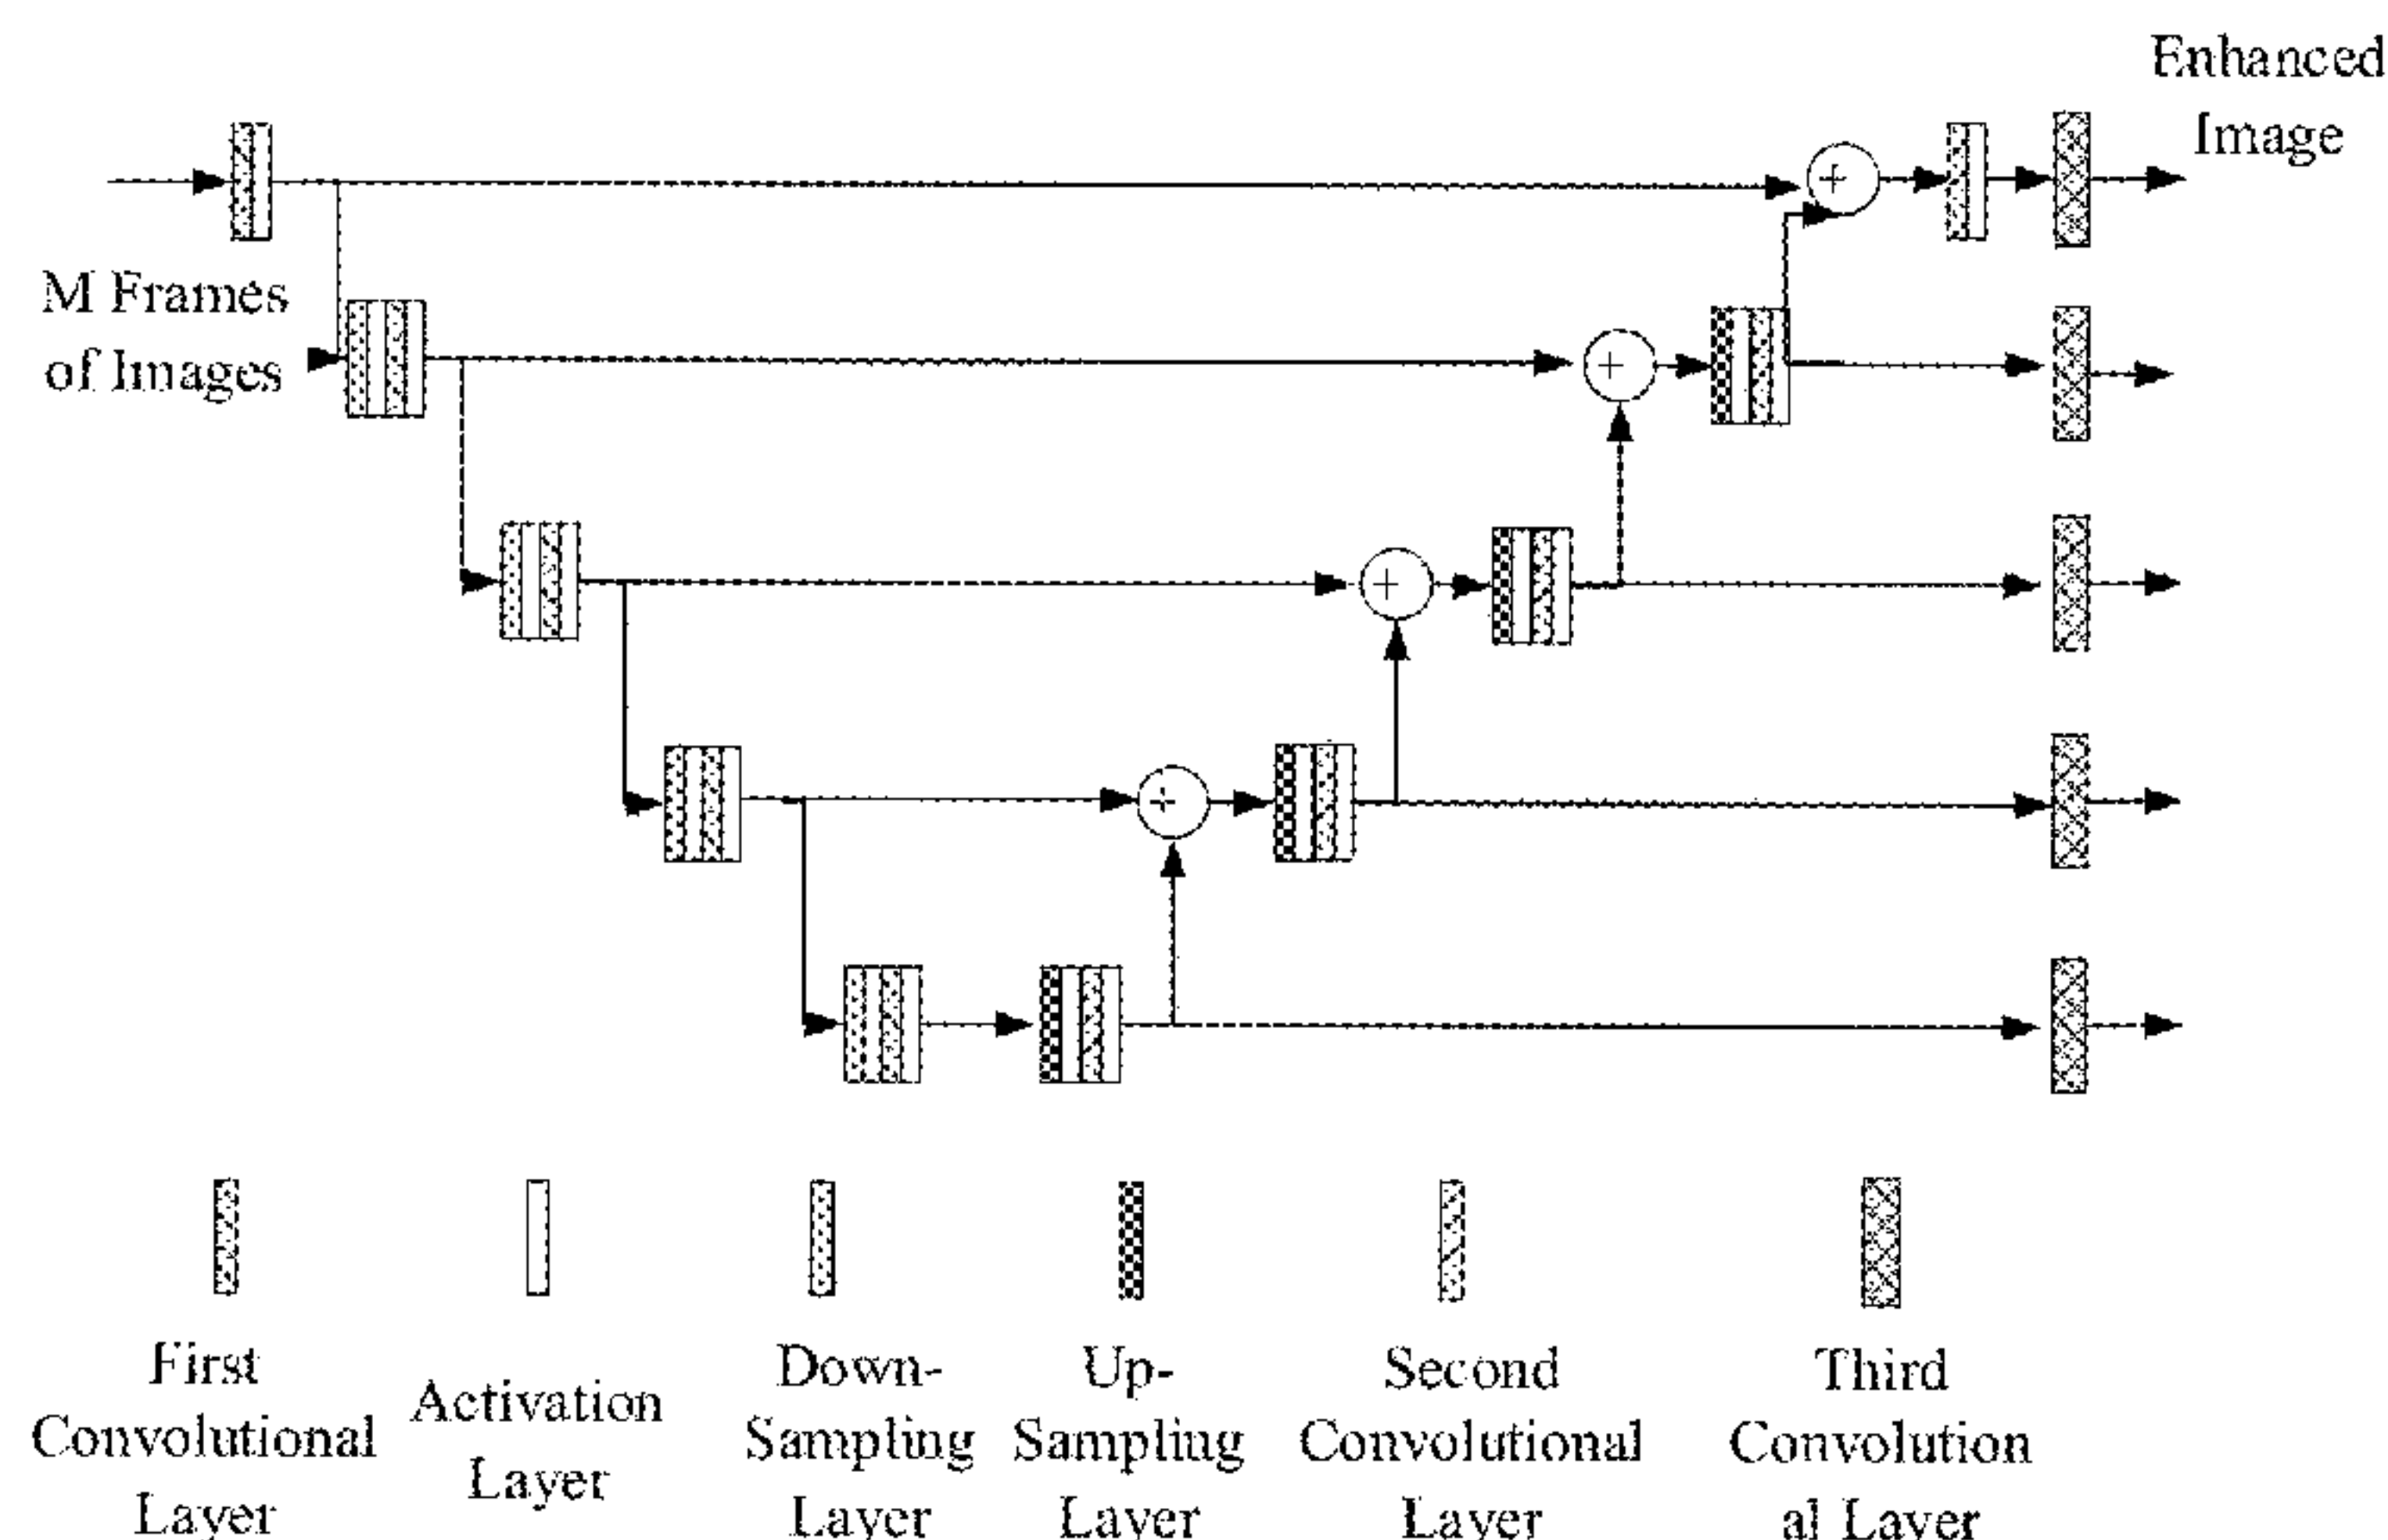 Enhanced
Image
M Frames
of Images
First
Convolutional
Layer
Activation
Layer
Down-
Sampling
Layer
Up-
Sampling
Layer
Second
Convolutional
Layer
Third
Convolution
al Layer